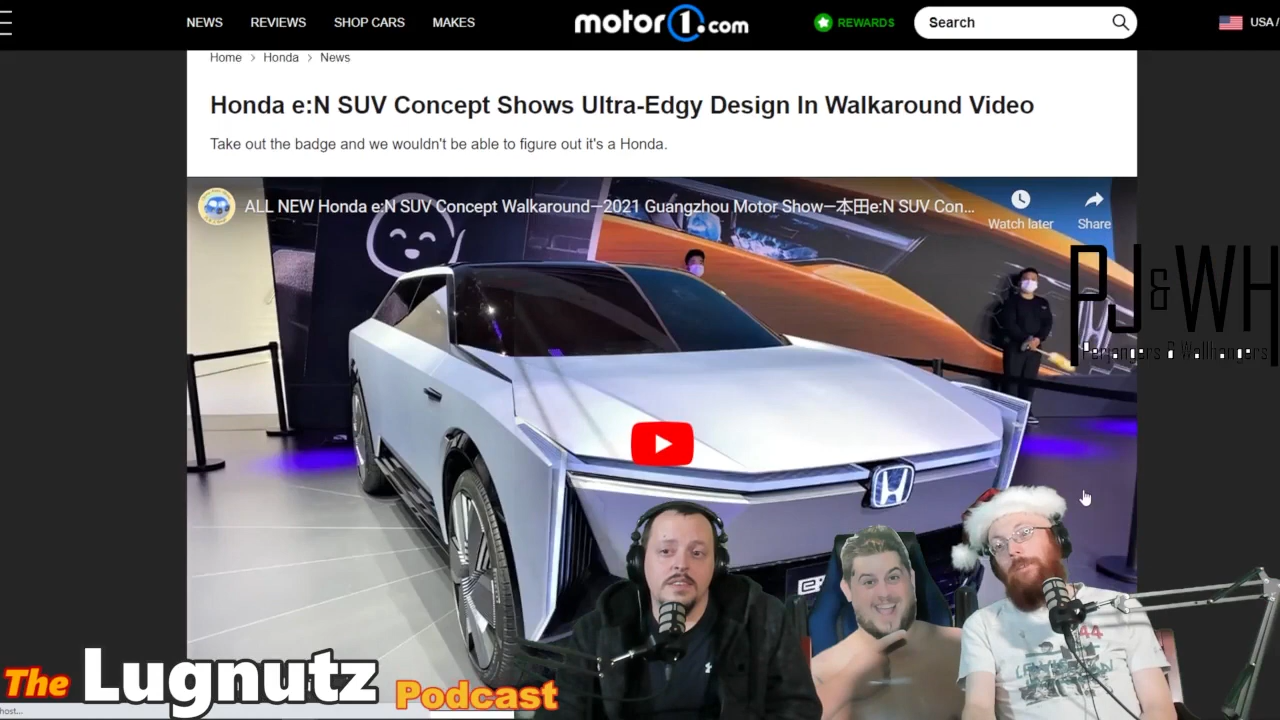 NEWS REVIEWS SHOP CARS MAKES motor1.com REWARDS Search USA /
Home > Honda > News
Honda e:N SUV Concept Shows Ultra-Edgy Design In Walkaround Video
Take out the badge and we wouldn't be able to figure out it's a Honda.
ALL NEW Honda e:N SUV Concept Walkaround—2021 Guangzhou Motor Show—本田e:N SUV Con...
Watch later Share
PJ&WH
44
The Lugnutz Podcast
host...